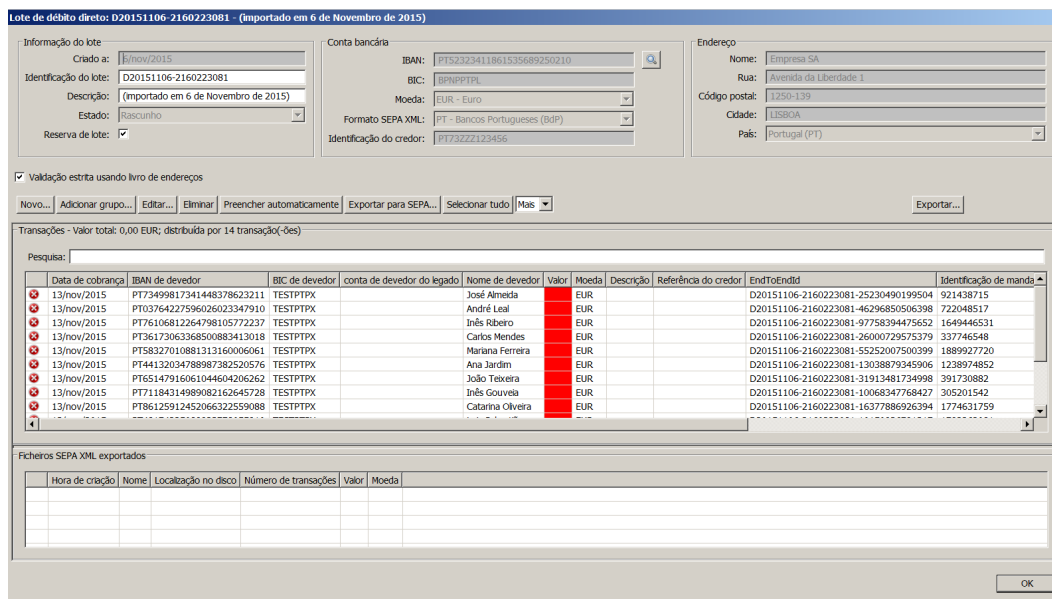 Lote de débito direto: D20151106-2160223081 - (importado em 6 de Novembro de 2015)
Informação do lote
Criado a: 6/nov/2015
Identificação do lote: D20151106-2160223081
Descrição: (importado em 6 de Novembro de 2015)
Estado: Rascunho
Reserva de lote:
Conta bancária
IBAN: PT52323411861535689250210
BIC: BPNPPTPL
Moeda: EUR - Euro
Formato SEPA XML: PT - Bancos Portugueses (BdP)
Identificação do credor: PT73ZZZ123456
Endereço
Nome: Empresa SA
Rua: Avenida da Liberdade 1
Código postal: 1250-139
Cidade: LISBOA
País: Portugal (PT)
Validação estrita usando livro de endereços
Novo... Adicionar grupo... Editar... Eliminar Preencher automaticamente Exportar para SEPA... Selecionar tudo Mais Exportar...
Transações - Valor total: 0,00 EUR; distribuída por 14 transação(-ões)
Pesquisa:
Data de cobrança IBAN de devedor BIC de devedor conta de devedor do legado Nome de devedor Valor Moeda Descrição Referência do credor EndToEndId Identificação de manda
13/nov/2015 PT73499817341448378623211 TESTPTPX José Almeida EUR D20151106-2160223081-25230490199504 921438715
13/nov/2015 PT03764227596026023347910 TESTPTPX André Leal EUR D20151106-2160223081-46296850506398 722048517
13/nov/2015 PT76106812264798105772237 TESTPTPX Inês Ribeiro EUR D20151106-2160223081-97758394475652 1649446531
13/nov/2015 PT36173063368500883413018 TESTPTPX Carlos Mendes EUR D20151106-2160223081-26000729575379 337746548
13/nov/2015 PT58327010881313160006061 TESTPTPX Mariana Ferreira EUR D20151106-2160223081-55252007500399 1889927720
13/nov/2015 PT44132034788987382520576 TESTPTPX Ana Jardim EUR D20151106-2160223081-13038879345906 1238974852
13/nov/2015 PT65147916061044604206262 TESTPTPX João Teixeira EUR D20151106-2160223081-31913481734998 391730882
13/nov/2015 PT71184314989082162645728 TESTPTPX Inês Gouveia EUR D20151106-2160223081-10068347768427 305201542
13/nov/2015 PT86125912452066322559088 TESTPTPX Catarina Oliveira EUR D20151106-2160223081-16377886926394 1774631759
Ficheiros SEPA XML exportados
Hora de criação Nome Localização no disco Número de transações Valor Moeda
OK